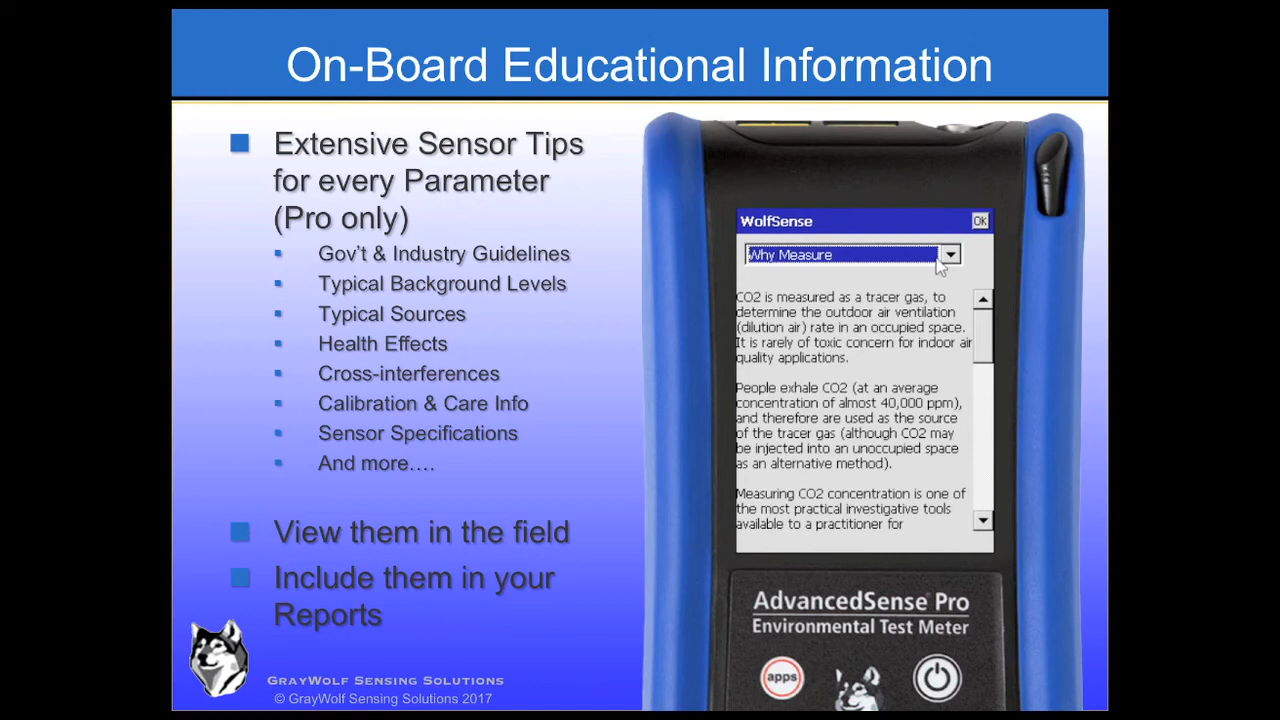 On-Board Educational Information
Extensive Sensor Tips
for every Parameter
(Pro only)
Gov't & Industry Guidelines
Typical Background Levels
Typical Sources
Health Effects
Cross-interferences
Calibration & Care Info
Sensor Specifications
And more….
View them in the field
Include them in your
Reports
GrayWolf Sensing Solutions
© GrayWolf Sensing Solutions 2017
WolfSense
OK
Why Measure
CO2 is measured as a tracer gas, to
determine the outdoor air ventilation
(dilution air) rate in an occupied space.
It is rarely of toxic concern for indoor air
quality applications.
People exhale CO2 (at an average
concentration of almost 40,000 ppm),
and therefore are used as the source
of the tracer gas (although CO2 may
be injected into an unoccupied space
as an alternative method).
Measuring CO2 concentration is one of
the most practical investigative tools
available to a practitioner for
AdvancedSense® Pro
Environmental Test Meter
apps